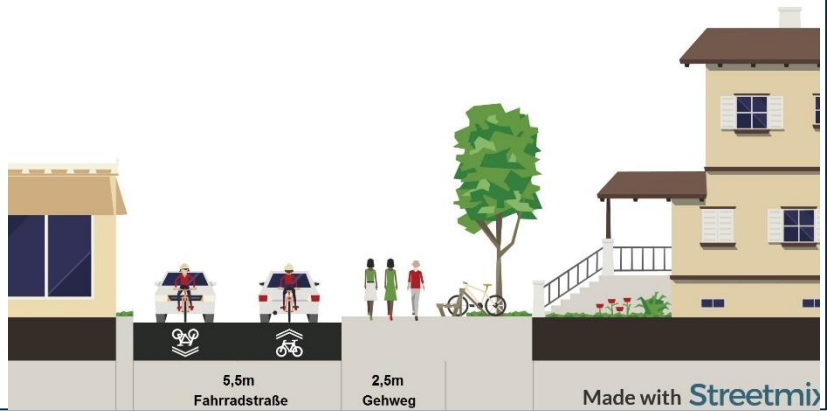 5,5m
Fahrradstraße
2,5m
Gehweg
Made with Streetmix